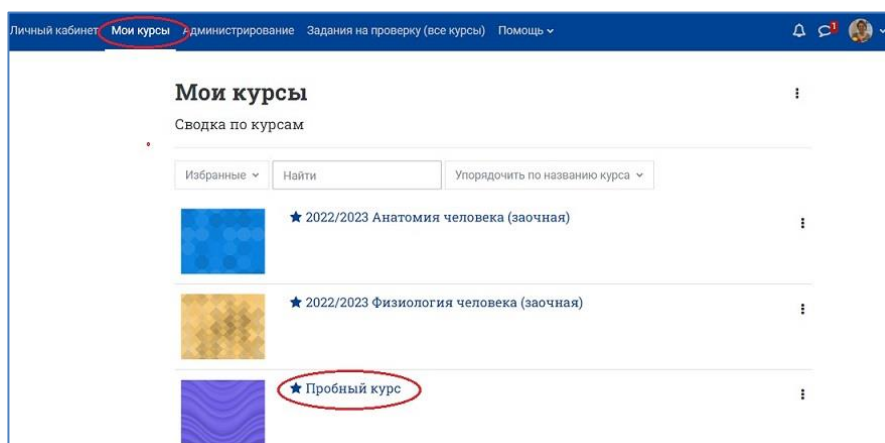 Личный кабинет Мои курсы Администрирование Задания на проверку (все курсы) Помощь 1
Мои курсы
Сводка по курсам
Избранные Найти Упорядочить по названию курса
2022/2023 Анатомия человека (заочная)
2022/2023 Физиология человека (заочная)
Пробный курс